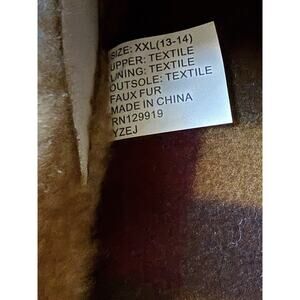 SIZE: XXL(13-14)
UPPER: TEXTILE
LINING: TEXTILE
OUTSOLE: TEXTILE
FAUX FUR
MADE IN CHINA
RN129919
YZEJ